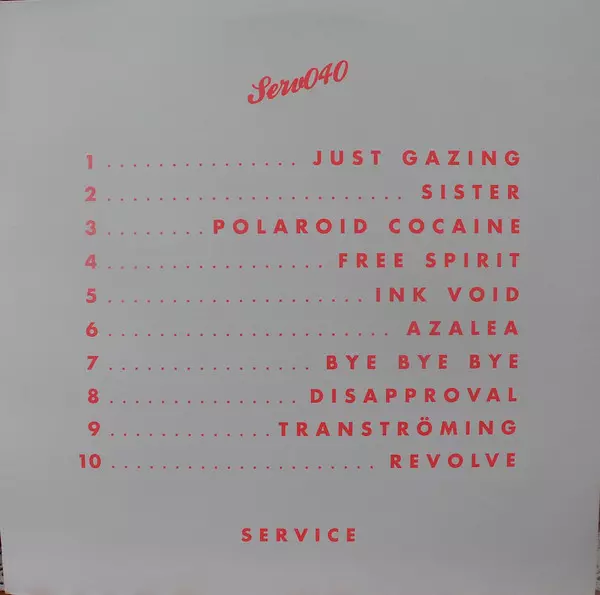 Serv040
1 ................ JUST GAZING
2 ....................... SISTER
3 ........ POLAROID COCAINE
4 ................... FREE SPIRIT
5 ...................... INK VOID
6 ........................ AZALEA
7 ................. BYE BYE BYE
8 ................ DISAPPROVAL
9 .............. TRANSTRÖMING
10 ...................... REVOLVE
SERVICE